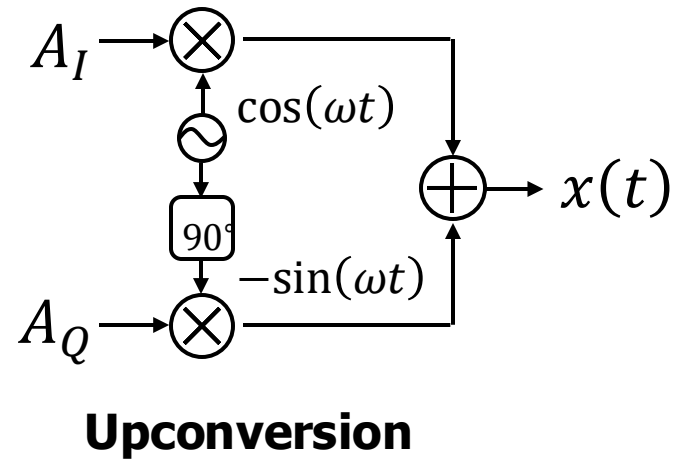 A_I
cos(ωt)
x(t)
90°
−sin(ωt)
A_Q
Upconversion